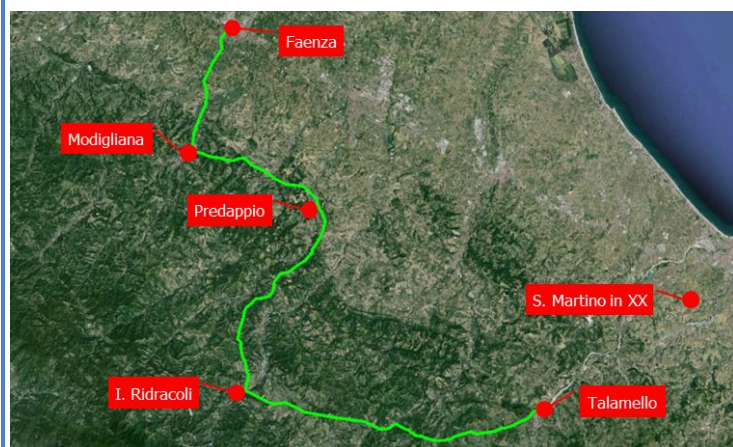 Faenza
Modigliana
Predappio
S. Martino in XX
I. Ridracoli
Talamello